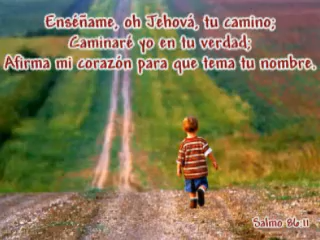 Enséñame, oh Jehová, tu camino;
Caminaré yo en tu verdad;
Afirma mi corazón para que tema tu nombre.
Salmo 86:11